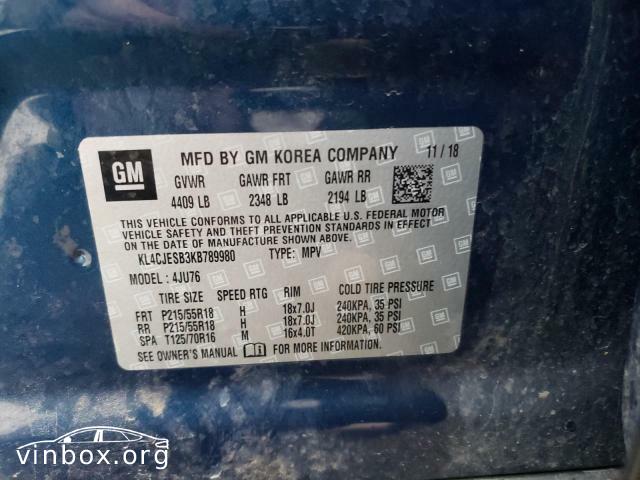 GM
MFD BY GM KOREA COMPANY 11/18
GVWR GAWR FRT GAWR RR
4409 LB 2348 LB 2194 LB
THIS VEHICLE CONFORMS TO ALL APPLICABLE U.S. FEDERAL MOTOR
VEHICLE SAFETY AND THEFT PREVENTION STANDARDS IN EFFECT
ON THE DATE OF MANUFACTURE SHOWN ABOVE.
KL4CJESB3KB789980 TYPE: MPV
MODEL: 4JU76
TIRE SIZE SPEED RTG RIM COLD TIRE PRESSURE
FRT P215/55R18 H 18x7.0J 240KPA, 35 PSI
RR P215/55R18 H 18x7.0J 240KPA, 35 PSI
SPA T125/70R16 M 16x4.0T 420KPA, 60 PSI
SEE OWNER'S MANUAL FOR MORE INFORMATION.
vinbox.org